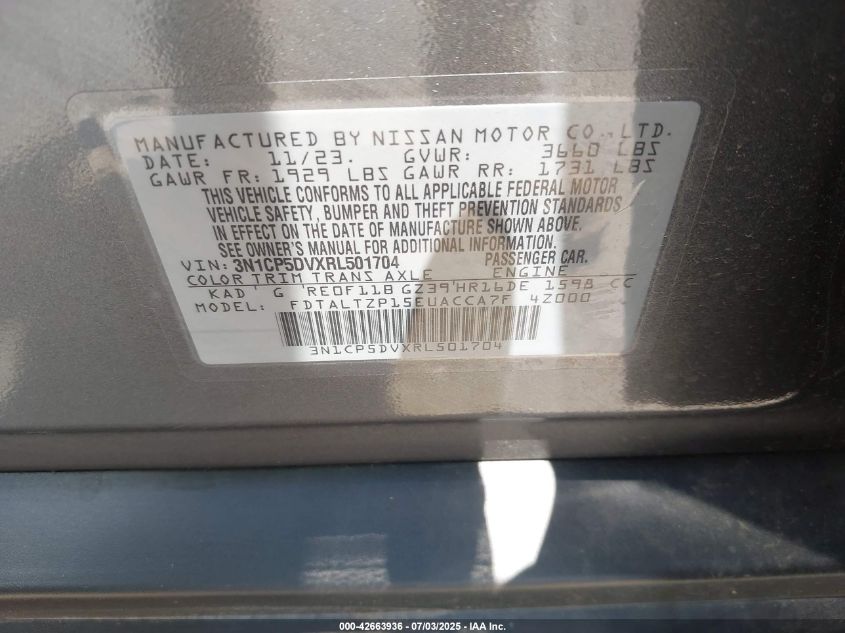 MANUFACTURED BY NISSAN MOTOR CO., LTD.
DATE: 11/23. GVWR: 3660 LBS
GAWR FR: 1929 LBS GAWR RR: 1731 LBS
THIS VEHICLE CONFORMS TO ALL APPLICABLE FEDERAL MOTOR
VEHICLE SAFETY, BUMPER AND THEFT PREVENTION STANDARDS
IN EFFECT ON THE DATE OF MANUFACTURE SHOWN ABOVE.
SEE OWNER'S MANUAL FOR ADDITIONAL INFORMATION.
VIN: 3N1CP5DVXRL501704 PASSENGER CAR.
COLOR TRIM TRANS AXLE ENGINE
KAD G RE0F11B GZ39 HR16DE 1598 CC
MODEL: FDTALTZP15EUACCA7F 4Z000
3N1CP5DVXRL501704
000-42663936 - 07/03/2025 - IAA Inc.